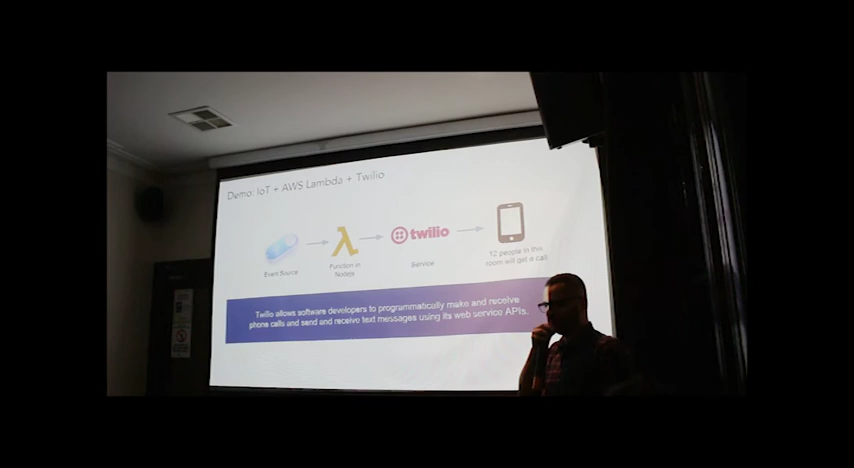 Demo: IoT + AWS Lambda + Twilio
twilio
12 people in this
room will get a call
Event Source
Function in
Nodejs
Service
Twilio allows software developers to programmatically make and receive
phone calls and send and receive text messages using its web service APIs.